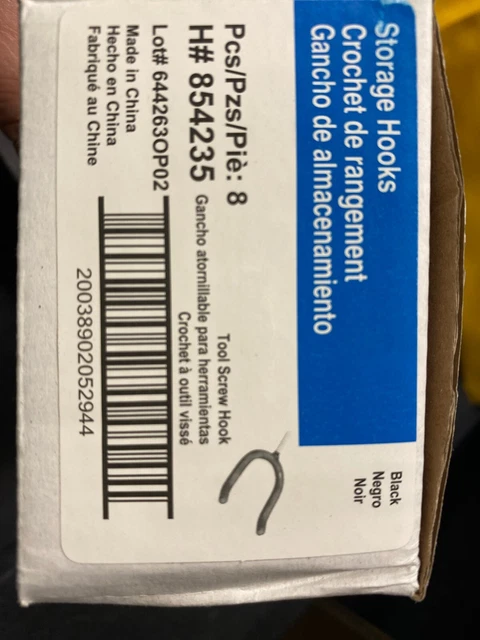 Storage Hooks
Crochet de rangement
Gancho de almacenamiento
Black
Negro
Noir
Pcs/Pzs/Piè: 8
H# 854235
Tool Screw Hook
Gancho atornillable para herramientas
Crochet à outil vissé
Lot# 644263OP02
Made in China
Hecho en China
Fabriqué au Chine
20038902052944